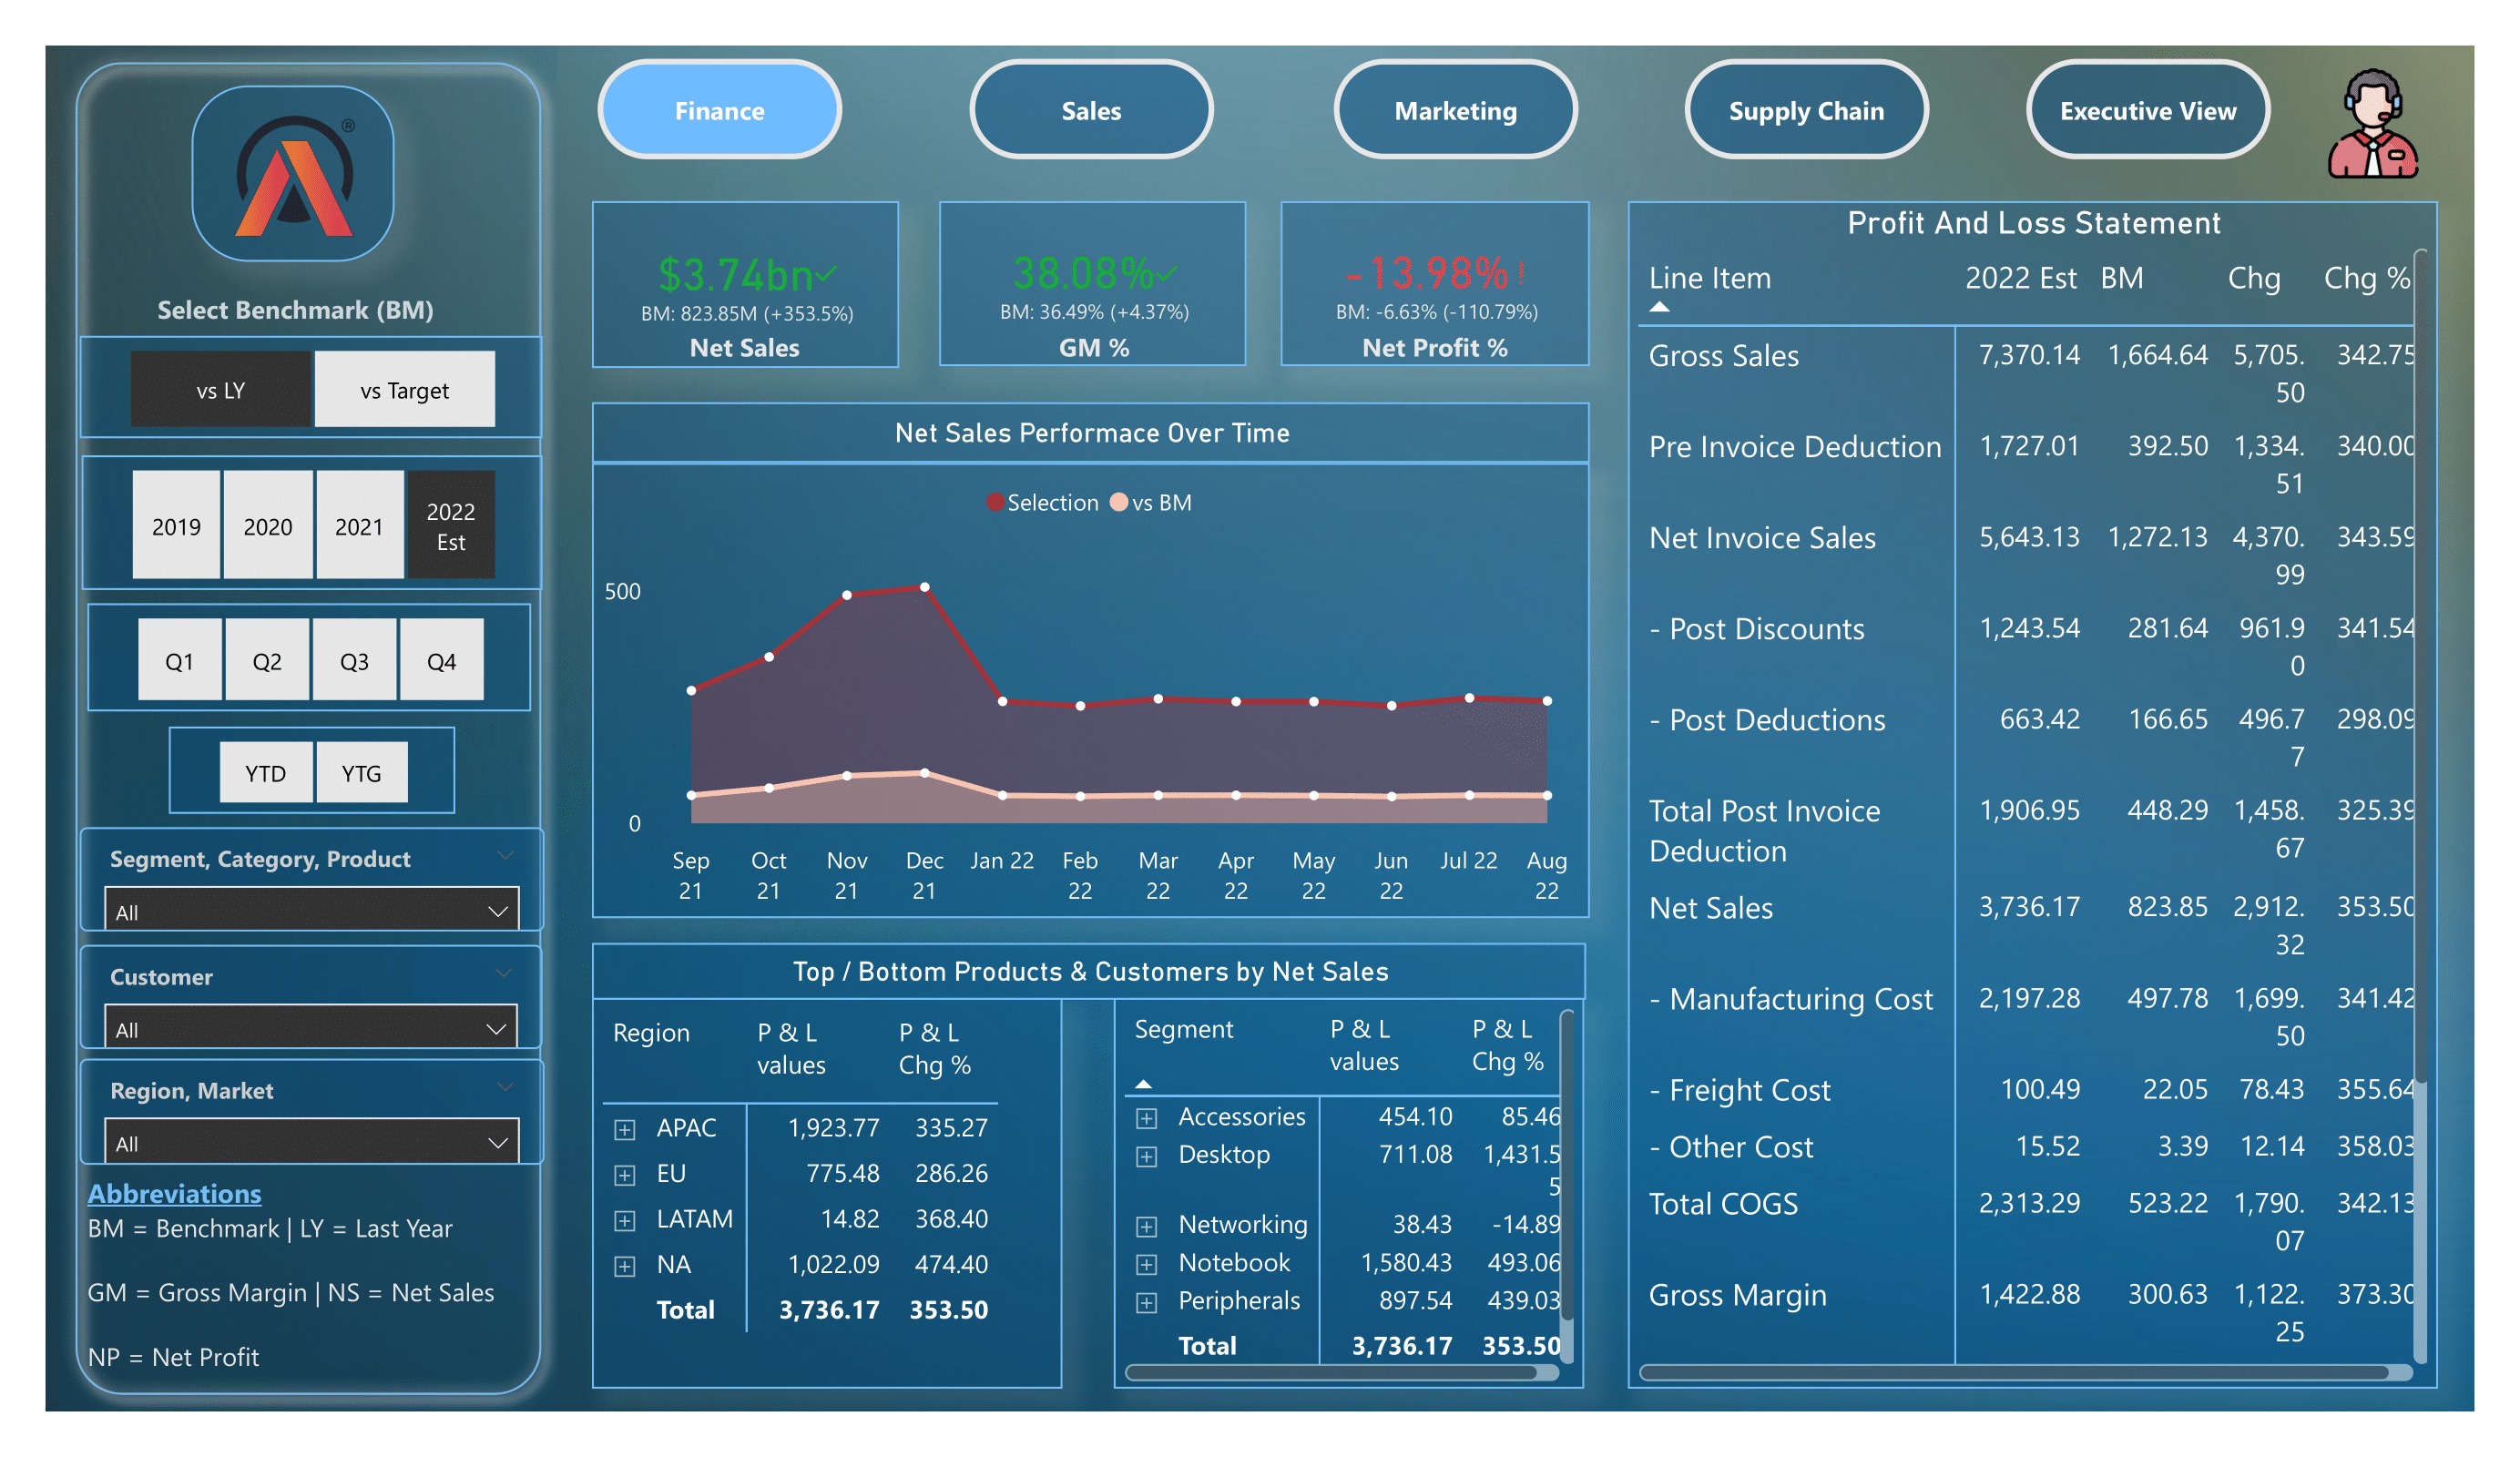 Finance
Sales
Marketing
Supply Chain
Executive View
®
Select Benchmark (BM)
vs LY
vs Target
2019
2020
2021
2022
Est
Q1
Q2
Q3
Q4
YTD
YTG
Segment, Category, Product
All
Customer
All
Region, Market
All
Abbreviations
BM = Benchmark | LY = Last Year
GM = Gross Margin | NS = Net Sales
NP = Net Profit
$3.74bn✓
BM: 823.85M (+353.5%)
Net Sales
38.08%✓
BM: 36.49% (+4.37%)
GM %
-13.98% !
BM: -6.63% (-110.79%)
Net Profit %
Net Sales Performace Over Time
Selection vs BM
500
0
Sep 21 Oct 21 Nov 21 Dec 21 Jan 22 Feb 22 Mar 22 Apr 22 May 22 Jun 22 Jul 22 Aug 22
Top / Bottom Products & Customers by Net Sales
Region P & L values P & L Chg %
APAC 1,923.77 335.27
EU 775.48 286.26
LATAM 14.82 368.40
NA 1,022.09 474.40
Total 3,736.17 353.50
Segment P & L values P & L Chg %
Accessories 454.10 85.46
Desktop 711.08 1,431.55
Networking 38.43 -14.89
Notebook 1,580.43 493.06
Peripherals 897.54 439.03
Total 3,736.17 353.50
Profit And Loss Statement
Line Item 2022 Est BM Chg Chg %
Gross Sales 7,370.14 1,664.64 5,705.50 342.75
Pre Invoice Deduction 1,727.01 392.50 1,334.51 340.00
Net Invoice Sales 5,643.13 1,272.13 4,370.99 343.59
- Post Discounts 1,243.54 281.64 961.90 341.54
- Post Deductions 663.42 166.65 496.77 298.09
Total Post Invoice Deduction 1,906.95 448.29 1,458.67 325.39
Net Sales 3,736.17 823.85 2,912.32 353.50
- Manufacturing Cost 2,197.28 497.78 1,699.50 341.42
- Freight Cost 100.49 22.05 78.43 355.64
- Other Cost 15.52 3.39 12.14 358.03
Total COGS 2,313.29 523.22 1,790.07 342.13
Gross Margin 1,422.88 300.63 1,122.25 373.30